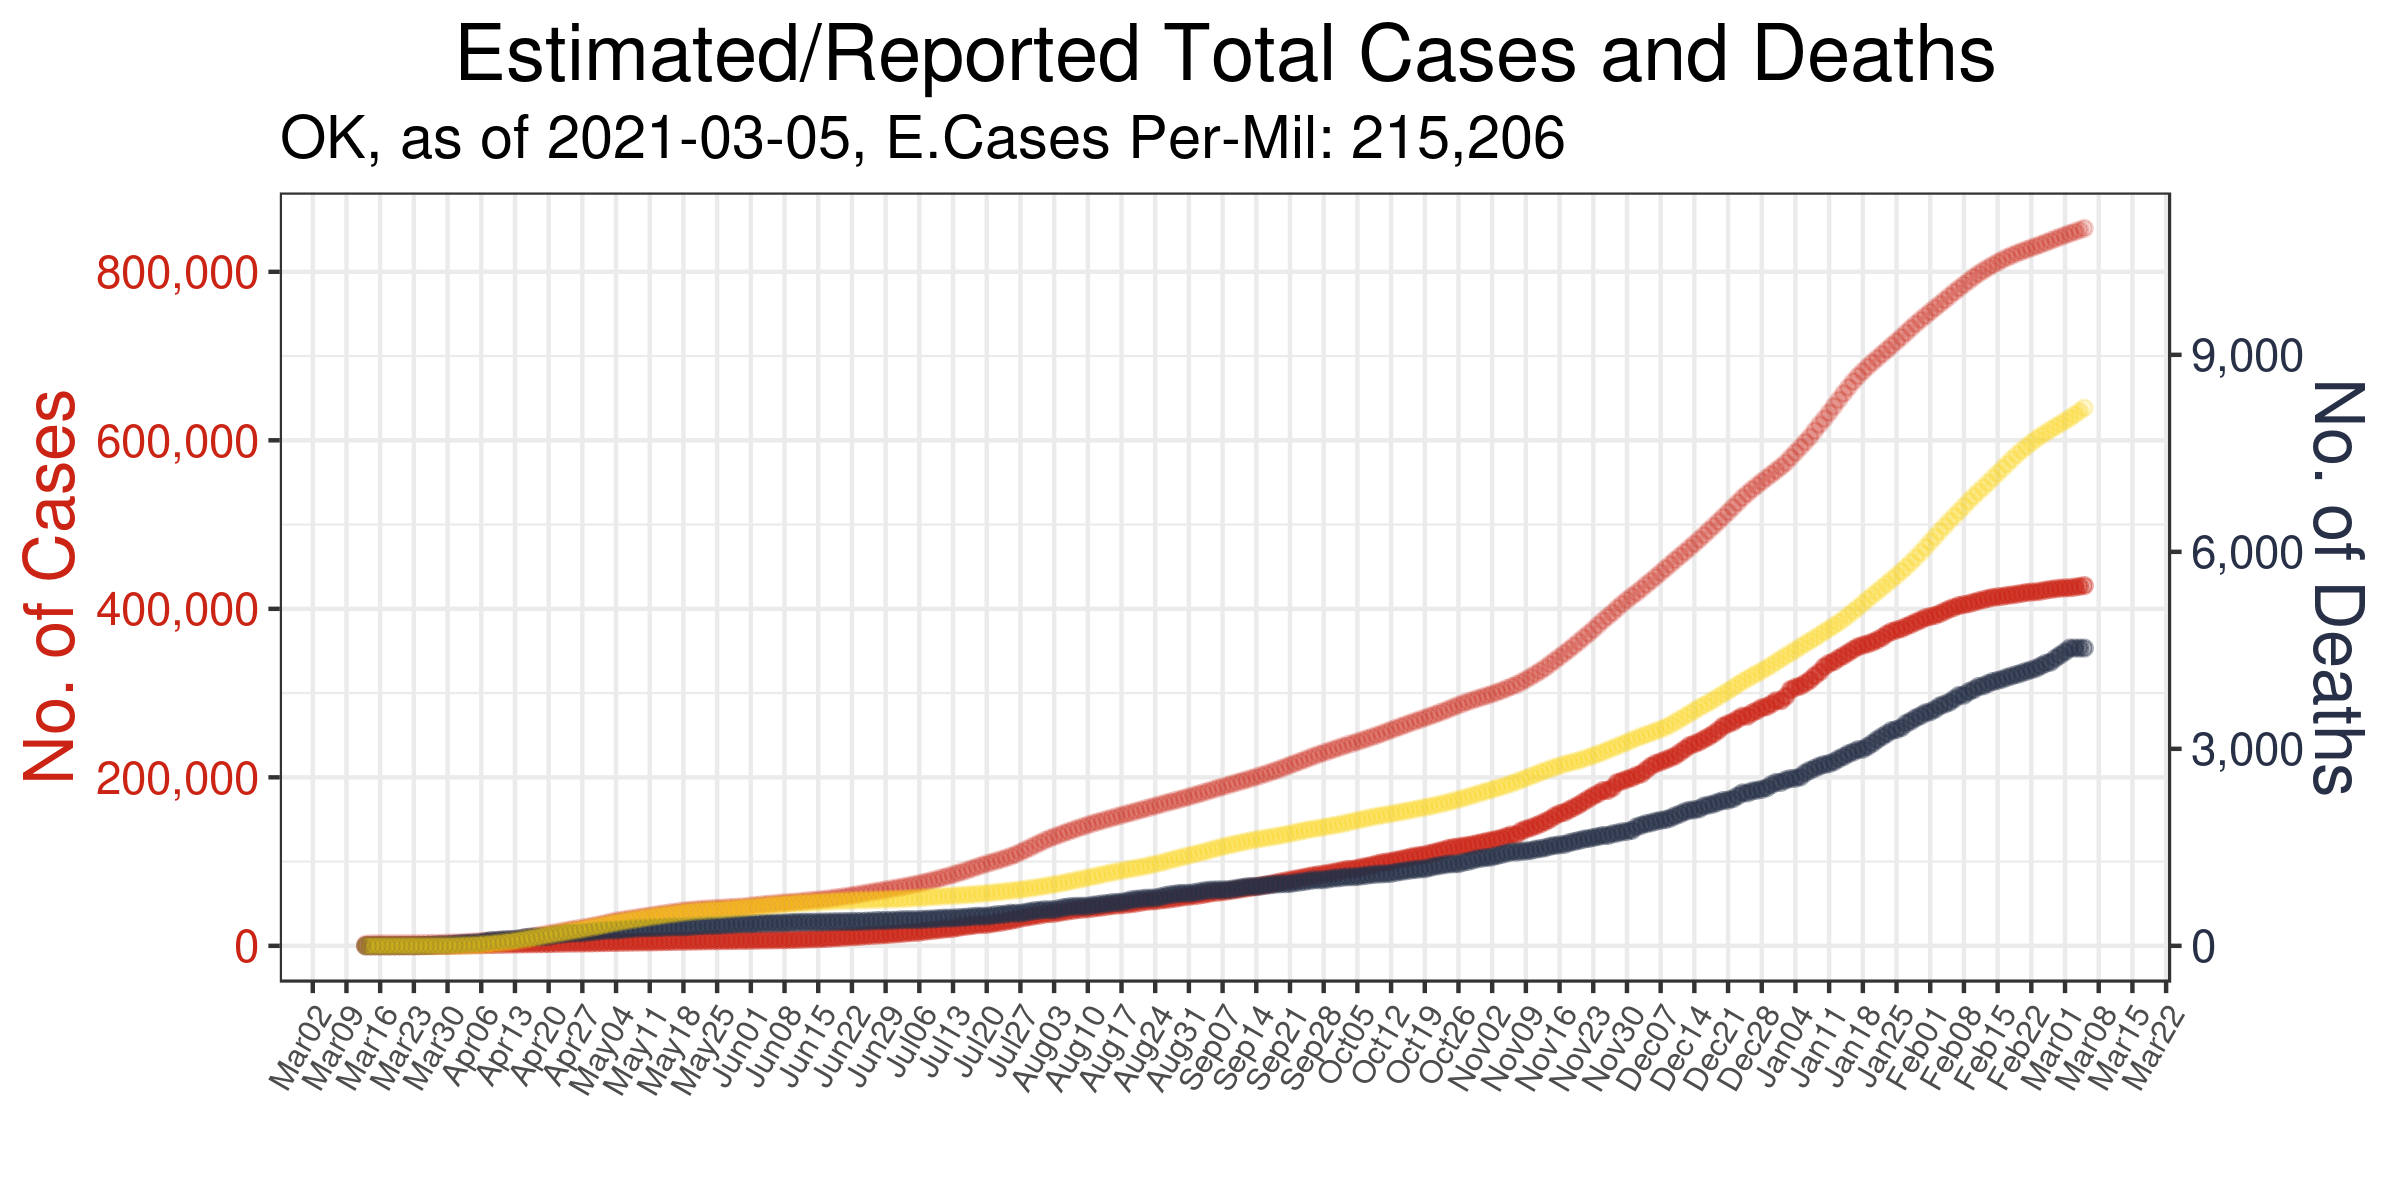 Estimated/Reported Total Cases and Deaths
OK, as of 2021-03-05, E.Cases Per-Mil: 215,206
No. of Cases
800,000
600,000
400,000
200,000
0
9,000
6,000
3,000
0
No. of Deaths
Mar02
Mar09
Mar16
Mar23
Mar30
Apr06
Apr13
Apr20
Apr27
May04
May11
May18
May25
Jun01
Jun08
Jun15
Jun22
Jun29
Jul06
Jul13
Jul20
Jul27
Aug03
Aug10
Aug17
Aug24
Aug31
Sep07
Sep14
Sep21
Sep28
Oct05
Oct12
Oct19
Oct26
Nov02
Nov09
Nov16
Nov23
Nov30
Dec07
Dec14
Dec21
Dec28
Jan04
Jan11
Jan18
Jan25
Feb01
Feb08
Feb15
Feb22
Mar01
Mar08
Mar15
Mar22